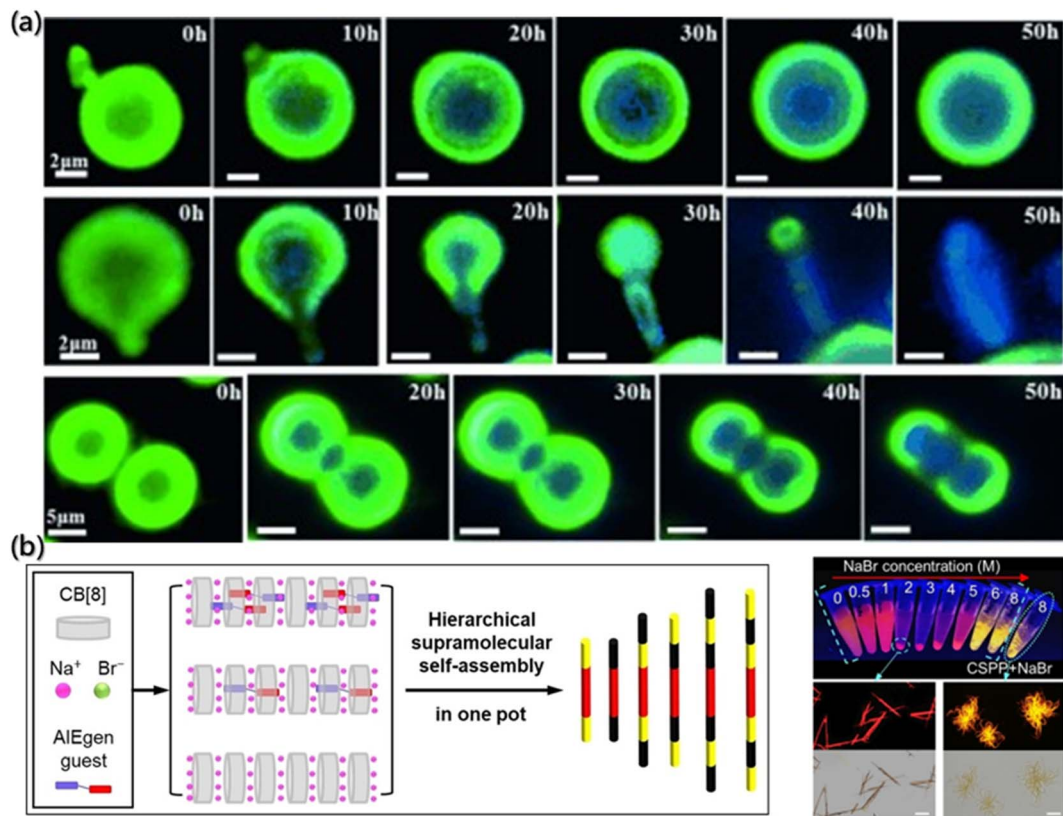 (a)
0h 10h 20h 30h 40h 50h
2μm
0h 10h 20h 30h 40h 50h
2μm
0h 20h 30h 40h 50h
5μm
(b)
CB[8]
Na⁺ Br⁻
AIEgen
guest
Hierarchical
supramolecular
self-assembly
in one pot
NaBr concentration (M)
0 0.5 1 2 3 4 5 6 8 8
CSPP+NaBr